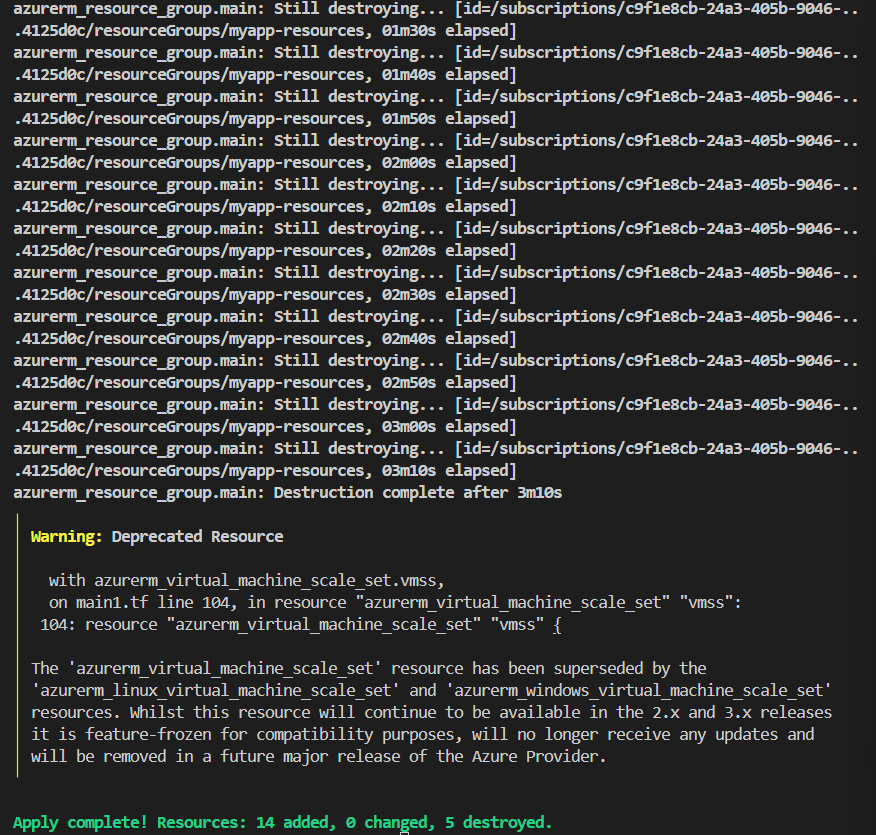 azurerm_resource_group.main: Still destroying... [id=/subscriptions/c9f1e8cb-24a3-405b-9046-..
.4125d0c/resourceGroups/myapp-resources, 01m30s elapsed]
azurerm_resource_group.main: Still destroying... [id=/subscriptions/c9f1e8cb-24a3-405b-9046-..
.4125d0c/resourceGroups/myapp-resources, 01m40s elapsed]
azurerm_resource_group.main: Still destroying... [id=/subscriptions/c9f1e8cb-24a3-405b-9046-..
.4125d0c/resourceGroups/myapp-resources, 01m50s elapsed]
azurerm_resource_group.main: Still destroying... [id=/subscriptions/c9f1e8cb-24a3-405b-9046-..
.4125d0c/resourceGroups/myapp-resources, 02m00s elapsed]
azurerm_resource_group.main: Still destroying... [id=/subscriptions/c9f1e8cb-24a3-405b-9046-..
.4125d0c/resourceGroups/myapp-resources, 02m10s elapsed]
azurerm_resource_group.main: Still destroying... [id=/subscriptions/c9f1e8cb-24a3-405b-9046-..
.4125d0c/resourceGroups/myapp-resources, 02m20s elapsed]
azurerm_resource_group.main: Still destroying... [id=/subscriptions/c9f1e8cb-24a3-405b-9046-..
.4125d0c/resourceGroups/myapp-resources, 02m30s elapsed]
azurerm_resource_group.main: Still destroying... [id=/subscriptions/c9f1e8cb-24a3-405b-9046-..
.4125d0c/resourceGroups/myapp-resources, 02m40s elapsed]
azurerm_resource_group.main: Still destroying... [id=/subscriptions/c9f1e8cb-24a3-405b-9046-..
.4125d0c/resourceGroups/myapp-resources, 02m50s elapsed]
azurerm_resource_group.main: Still destroying... [id=/subscriptions/c9f1e8cb-24a3-405b-9046-..
.4125d0c/resourceGroups/myapp-resources, 03m00s elapsed]
azurerm_resource_group.main: Still destroying... [id=/subscriptions/c9f1e8cb-24a3-405b-9046-..
.4125d0c/resourceGroups/myapp-resources, 03m10s elapsed]
azurerm_resource_group.main: Destruction complete after 3m10s
Warning: Deprecated Resource
with azurerm_virtual_machine_scale_set.vmss,
on main1.tf line 104, in resource "azurerm_virtual_machine_scale_set" "vmss":
104: resource "azurerm_virtual_machine_scale_set" "vmss" {
The 'azurerm_virtual_machine_scale_set' resource has been superseded by the
'azurerm_linux_virtual_machine_scale_set' and 'azurerm_windows_virtual_machine_scale_set'
resources. Whilst this resource will continue to be available in the 2.x and 3.x releases
it is feature-frozen for compatibility purposes, will no longer receive any updates and
will be removed in a future major release of the Azure Provider.
Apply complete! Resources: 14 added, 0 changed, 5 destroyed.